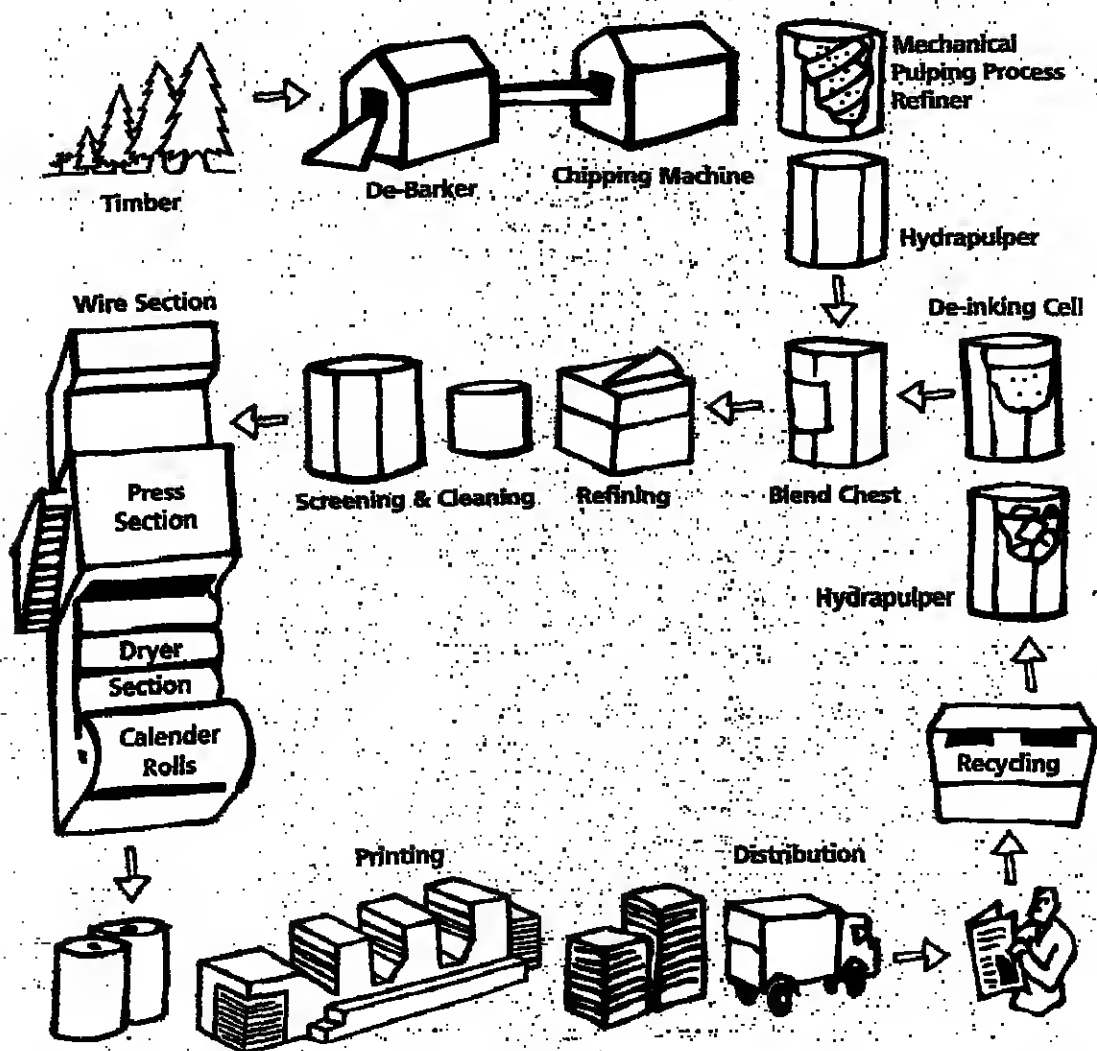 Mechanical
Pulping Process
Refiner
Timber
De-Barker
Chipping Machine
Hydrapulper
Wire Section
De-inking Cell
Press
Section
Screening & Cleaning
Refining
Blend Chest
Hydrapulper
Dryer
Section
Calender
Rolls
Recycling
Printing
Distribution